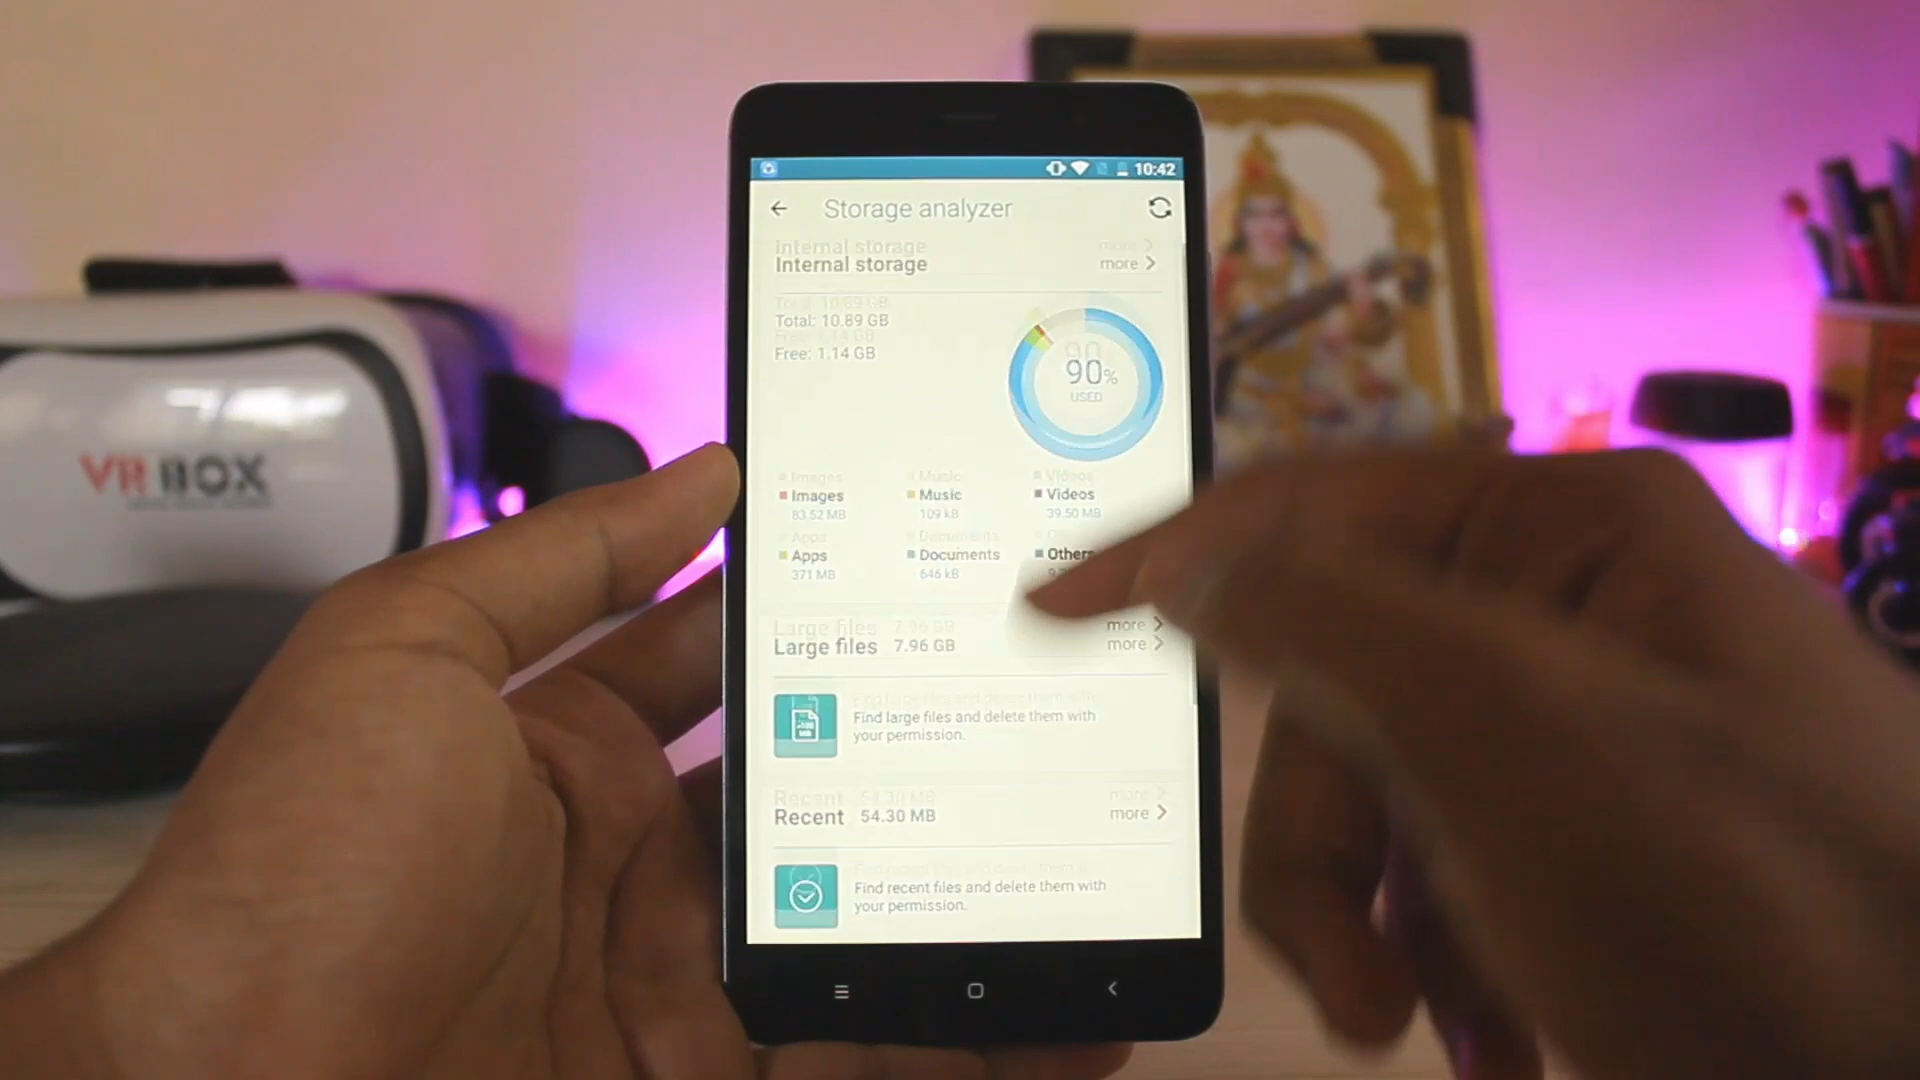 10:42
Storage analyzer
Internal storage
more
Total: 10.89 GB
Free: 1.14 GB
90%
USED
Images
Music
Videos
83.52 MB
109 kB
39.50 MB
Apps
Documents
Others
371 MB
646 kB
Large files 7.96 GB
more
Find large files and delete them with
your permission.
Recent 54.30 MB
more
Find recent files and delete them with
your permission.
VR BOX